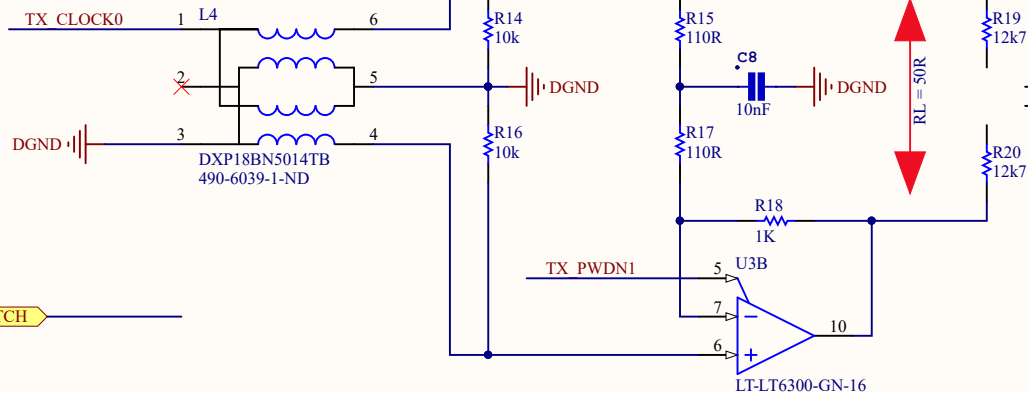 TX_CLOCK0
1
L4
6
R14
10k
R15
110R
R19
12k7
2
5
DGND
C8
10nF
DGND
RL = 50R
DGND
3
4
R16
10k
R17
110R
R20
12k7
DXP18BN5014TB
490-6039-1-ND
R18
1K
TX_PWDN1
5
U3B
TCH
7
−
10
6
+
LT-LT6300-GN-16